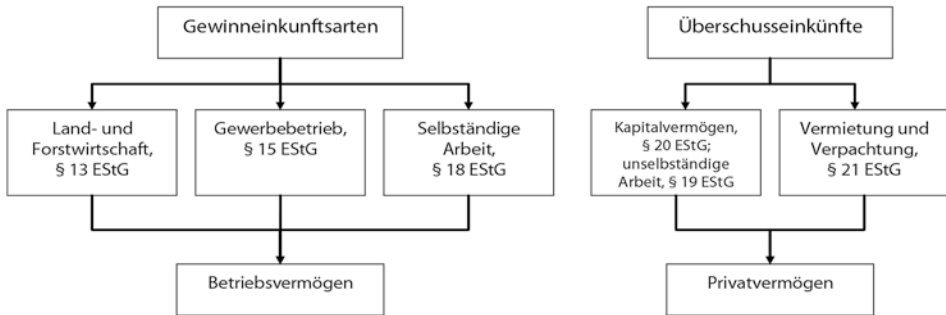 Gewinneinkunftsarten
Überschusseinkünfte
Land- und
Forstwirtschaft,
§ 13 EStG
Gewerbebetrieb,
§ 15 EStG
Selbständige
Arbeit,
§ 18 EStG
Kapitalvermögen,
§ 20 EStG;
unselbständige
Arbeit, § 19 EStG
Vermietung und
Verpachtung,
§ 21 EStG
Betriebsvermögen
Privatvermögen